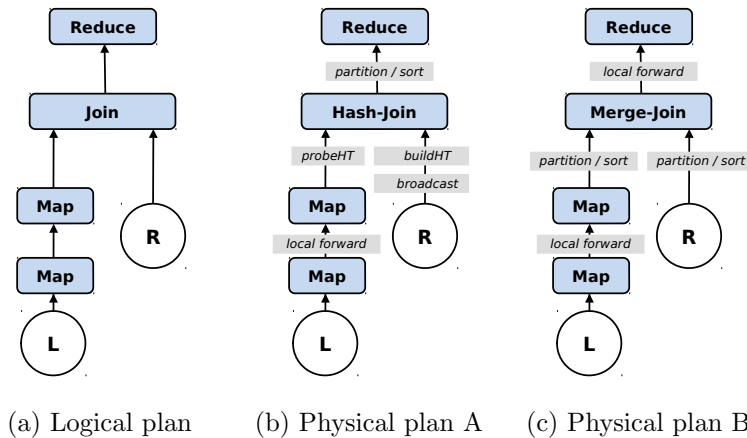 Reduce
Join
Map
Map
R
L
(a) Logical plan
Reduce
partition / sort
Hash-Join
probeHT
buildHT
broadcast
Map
local forward
Map
R
L
(b) Physical plan A
Reduce
local forward
Merge-Join
partition / sort
partition / sort
Map
local forward
Map
R
L
(c) Physical plan B